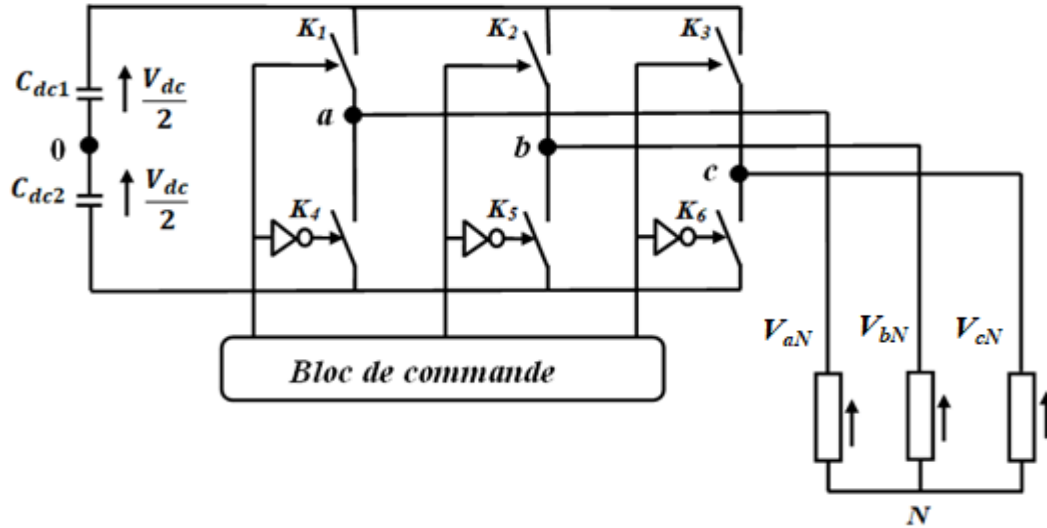 K1
K2
K3
Cdc1
Vdc/2
a
0
b
c
Cdc2
Vdc/2
K4
K5
K6
VaN
VbN
VcN
Bloc de commande
N